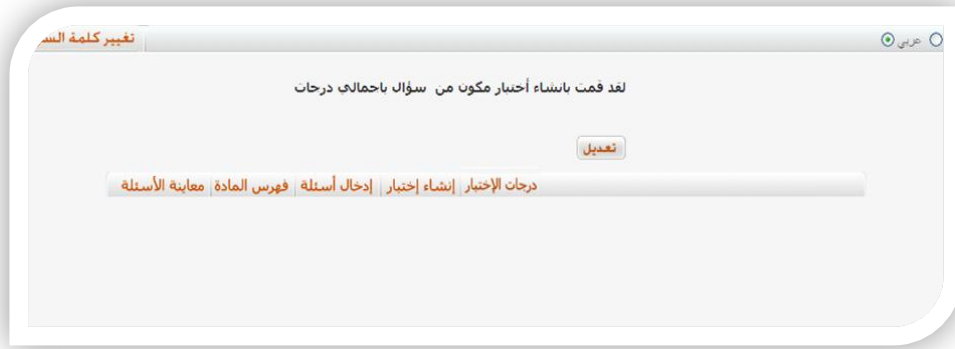 عربي تغيير كلمة
لقد قمت بانشاء أختبار مكون من سؤال باجمالي درجات
تعديل
درجات الإختبار إنشاء إختبار إدخال أسئلة فهرس المادة معاينة الأسئلة